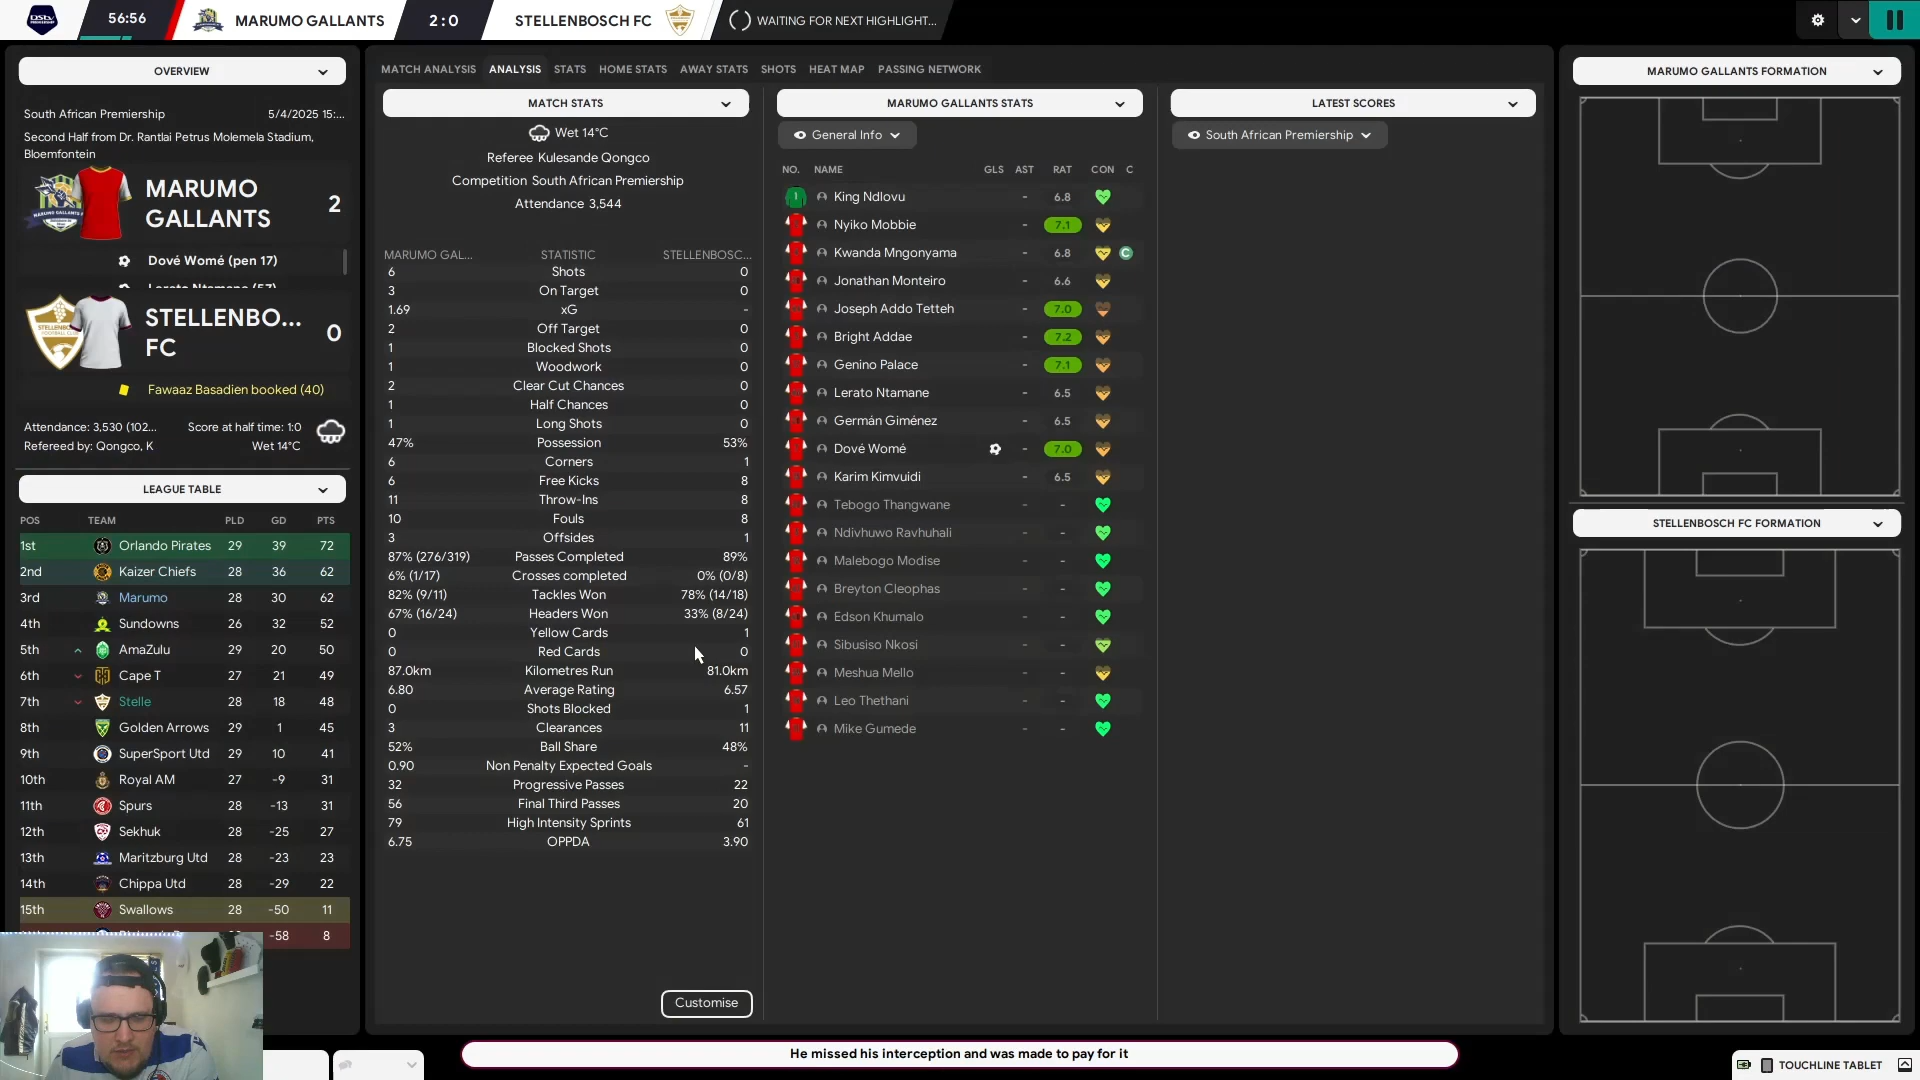 56:56
MARUMO GALLANTS
2 : 0
STELLENBOSCH FC
WAITING FOR NEXT HIGHLIGHT...
OVERVIEW
South African Premiership 5/4/2025 15:...
Second Half from Dr. Rantlai Petrus Molemela Stadium,
Bloemfontein
MARUMO
GALLANTS
2
Dové Womé (pen 17)
Lerato Ntamane (57)
STELLENBO...
FC
0
Fawaaz Basadien booked (40)
Attendance: 3,530 (102... Score at half time: 1:0
Refereed by: Qongco, K Wet 14°C
LEAGUE TABLE
POS TEAM PLD GD PTS
1st Orlando Pirates 29 39 72
2nd Kaizer Chiefs 28 36 62
3rd Marumo 28 30 62
4th Sundowns 26 32 52
5th AmaZulu 29 20 50
6th Cape T 27 21 49
7th Stelle 28 18 48
8th Golden Arrows 29 1 45
9th SuperSport Utd 29 10 41
10th Royal AM 27 -9 31
11th Spurs 28 -13 31
12th Sekhuk 28 -25 27
13th Maritzburg Utd 28 -23 23
14th Chippa Utd 28 -29 22
15th Swallows 28 -50 11
-58 8
MATCH ANALYSIS ANALYSIS STATS HOME STATS AWAY STATS SHOTS HEAT MAP PASSING NETWORK
MATCH STATS
Wet 14°C
Referee Kulesande Qongco
Competition South African Premiership
Attendance 3,544
MARUMO GAL... STATISTIC STELLENBOSC...
6 Shots 0
3 On Target 0
1.69 xG -
2 Off Target 0
1 Blocked Shots 0
1 Woodwork 0
2 Clear Cut Chances 0
1 Half Chances 0
1 Long Shots 0
47% Possession 53%
6 Corners 1
6 Free Kicks 8
11 Throw-Ins 8
10 Fouls 8
3 Offsides 1
87% (276/319) Passes Completed 89%
6% (1/17) Crosses completed 0% (0/8)
82% (9/11) Tackles Won 78% (14/18)
67% (16/24) Headers Won 33% (8/24)
0 Yellow Cards 1
0 Red Cards 0
87.0km Kilometres Run 81.0km
6.80 Average Rating 6.57
0 Shots Blocked 1
3 Clearances 11
52% Ball Share 48%
0.90 Non Penalty Expected Goals -
32 Progressive Passes 22
56 Final Third Passes 20
79 High Intensity Sprints 61
6.75 OPPDA 3.90
Customise
MARUMO GALLANTS STATS
General Info
NO. NAME GLS AST RAT CON C
1 King Ndlovu - 6.8
Nyiko Mobbie - 7.1
Kwanda Mngonyama - 6.8 C
Jonathan Monteiro - 6.6
Joseph Addo Tetteh - 7.0
Bright Addae - 7.2
Genino Palace - 7.1
Lerato Ntamane - 6.5
Germán Giménez - 6.5
Dové Womé - 7.0
Karim Kimvuidi - 6.5
Tebogo Thangwane - -
Ndivhuwo Ravhuhali - -
Malebogo Modise - -
Breyton Cleophas - -
Edson Khumalo - -
Sibusiso Nkosi - -
Meshua Mello - -
Leo Thethani - -
Mike Gumede - -
LATEST SCORES
South African Premiership
MARUMO GALLANTS FORMATION
STELLENBOSCH FC FORMATION
He missed his interception and was made to pay for it
TOUCHLINE TABLET